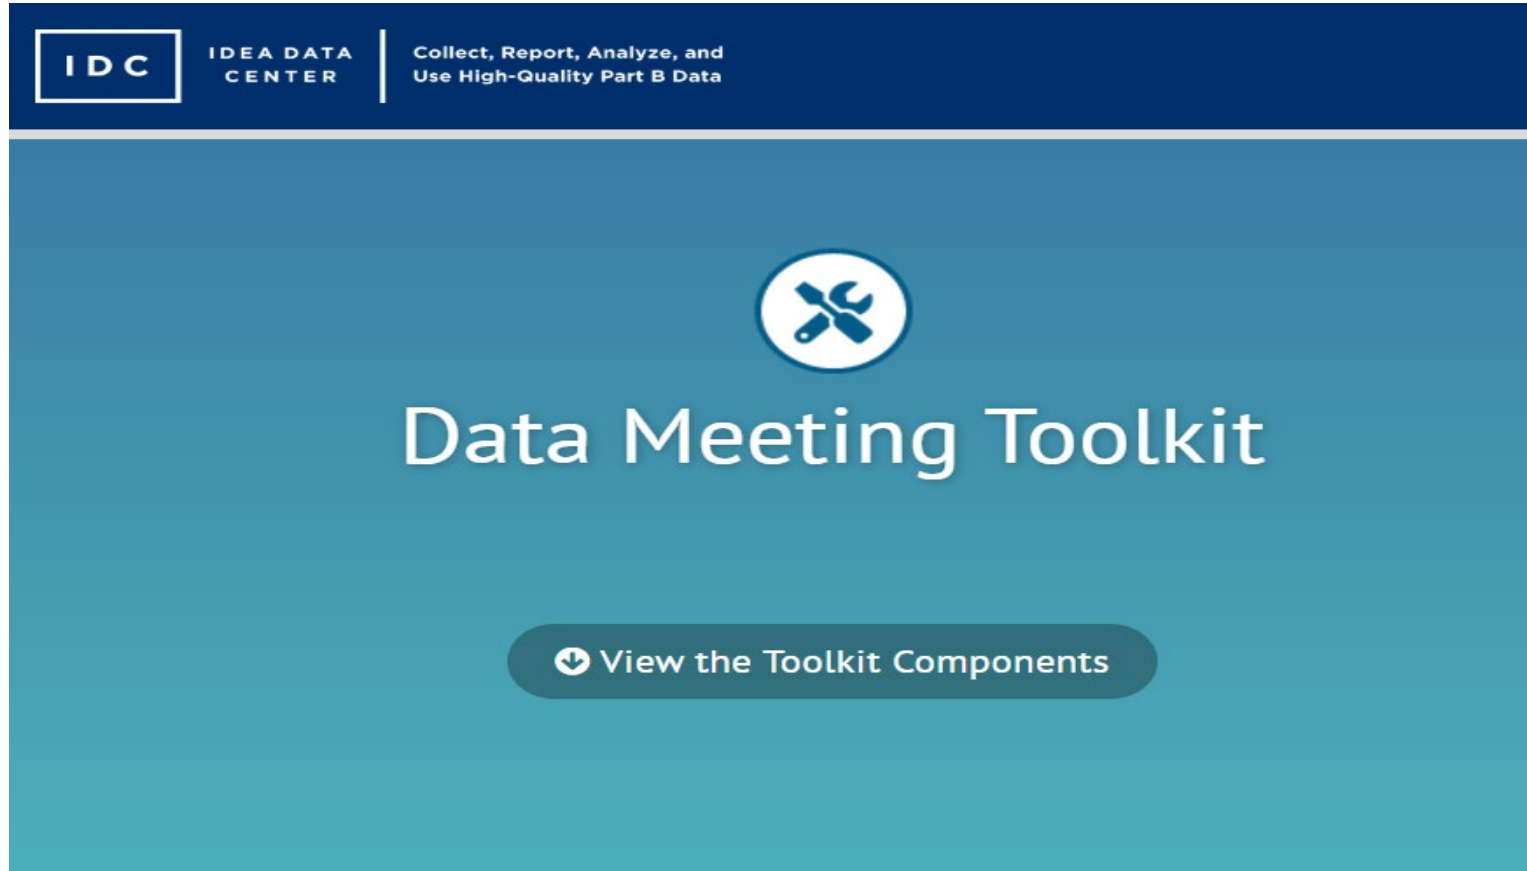 IDC
IDEA DATA
CENTER
Collect, Report, Analyze, and
Use High-Quality Part B Data
Data Meeting Toolkit
View the Toolkit Components